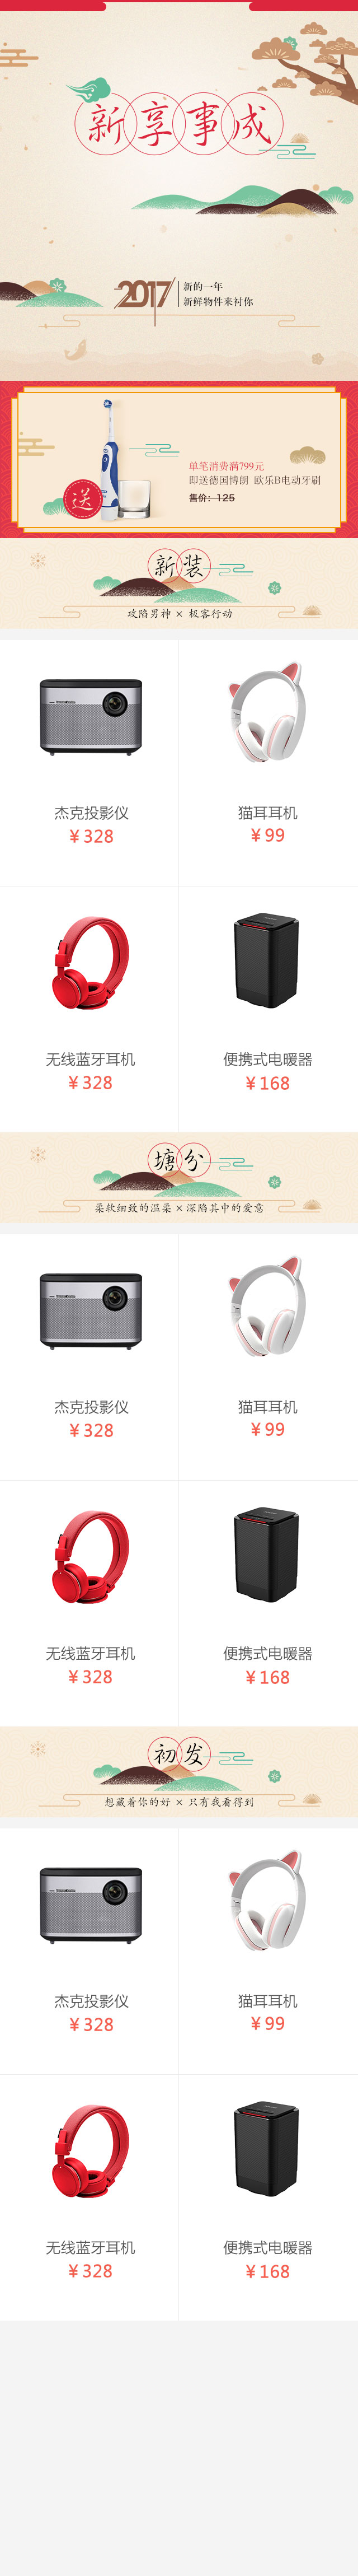 新享事成
2017
新的一年
新鲜物件来衬你
单笔消费满799元
即送德国博朗 欧乐B电动牙刷
售价：125
送
新装
攻陷男神 × 极客行动
杰克投影仪
￥328
猫耳耳机
￥99
无线蓝牙耳机
￥328
便携式电暖器
￥168
塘分
柔软细致的温柔 × 深陷其中的爱意
杰克投影仪
￥328
猫耳耳机
￥99
无线蓝牙耳机
￥328
便携式电暖器
￥168
初发
想藏着你的好 × 只有我看得到
杰克投影仪
￥328
猫耳耳机
￥99
无线蓝牙耳机
￥328
便携式电暖器
￥168